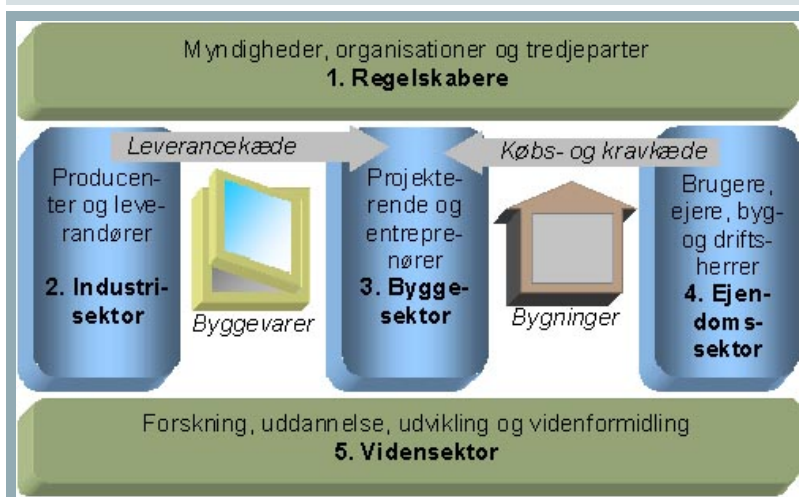 Myndigheder, organisationer og tredjeparter
1. Regelskabere
Leverancekæde
Købs- og kravkæde
Producen-
ter og leve-
randører
2. Industri-
sektor
Byggevarer
Projekte-
rende og
entrepre-
nører
3. Bygge-
sektor
Bygninger
Brugere,
ejere, byg-
og drifts-
herrer
4. Ejen-
doms-
sektor
Forskning, uddannelse, udvikling og videnformidling
5. Vidensektor